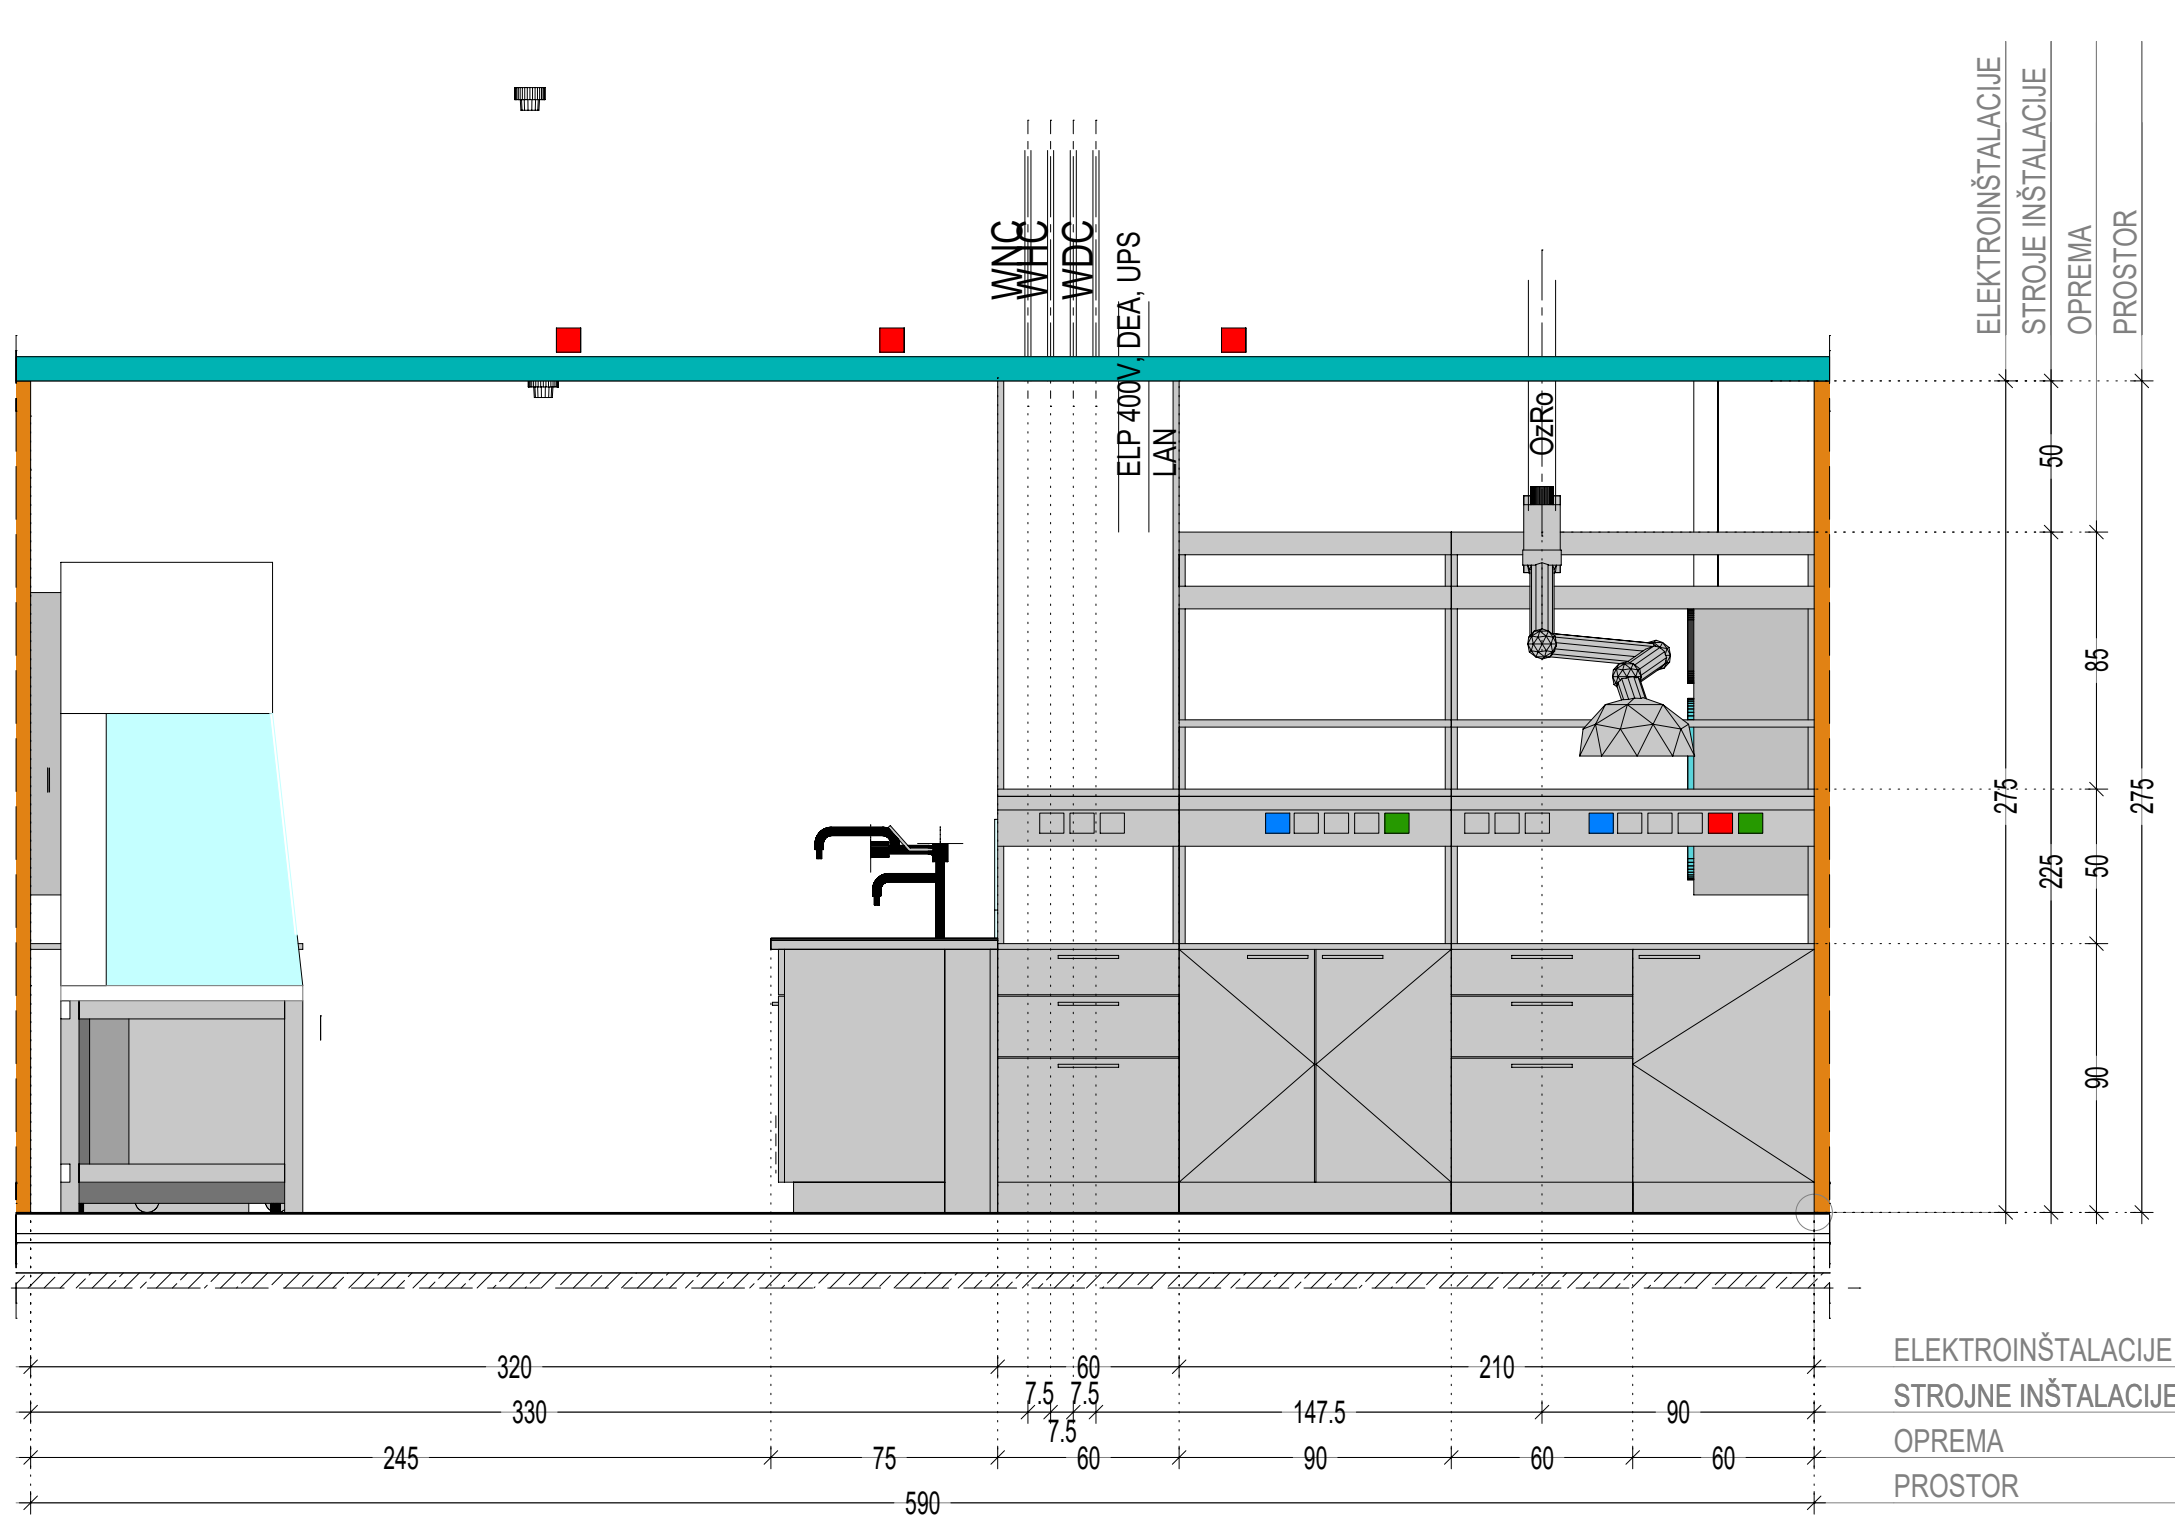 ELEKTROINŠTALACIJE
STROJE INŠTALACIJE
OPREMA
PROSTOR
WNC
WHC
WDC
ELP 400V, DEA, UPS
LAN
OzRo
50
85
275
275
225
50
90
320
60
210
ELEKTROINŠTALACIJE
7.5
7.5
330
7.5
147.5
90
STROJNE INŠTALACIJE
245
75
60
90
60
60
OPREMA
590
PROSTOR